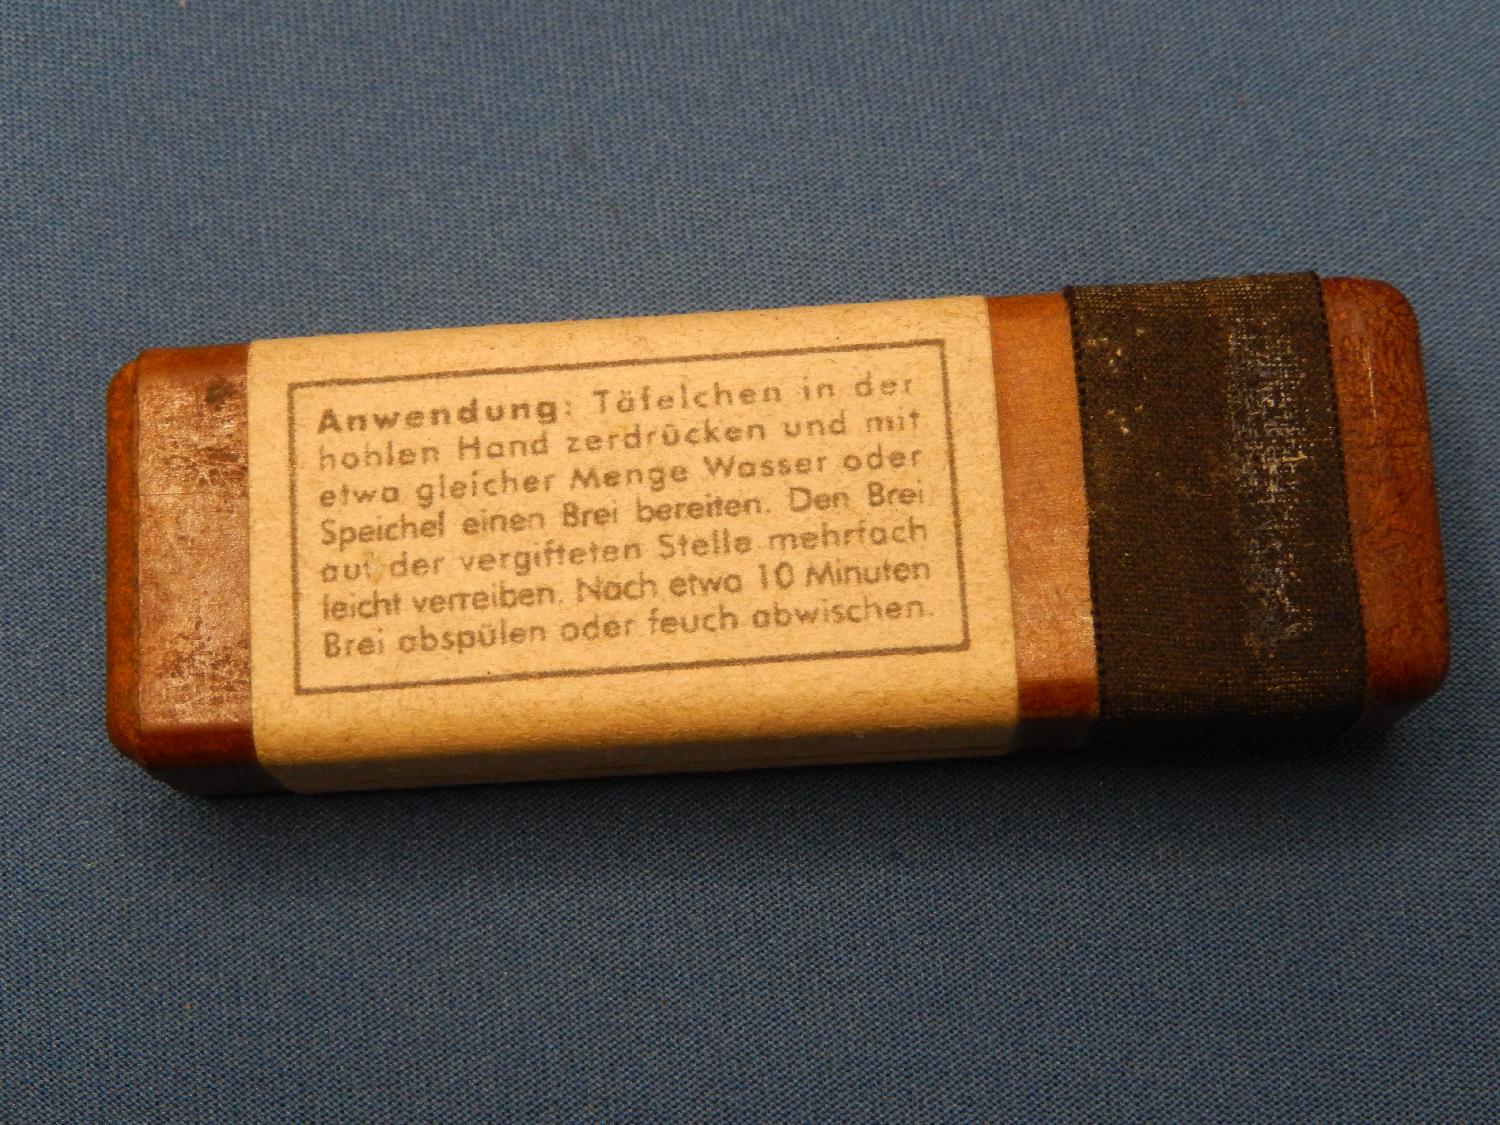 Anwendung: Täfelchen in der
hohlen Hand zerdrücken und mit
etwa gleicher Menge Wasser oder
Speichel einen Brei bereiten. Den Brei
auf der vergifteten Stelle mehrfach
leicht verreiben. Nach etwa 10 Minuten
Brei abspülen oder feuch abwischen.